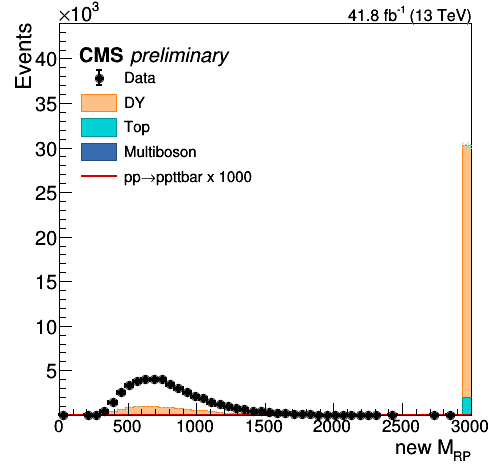 ×10³
41.8 fb⁻¹ (13 TeV)
Events
CMS preliminary
Data
DY
Top
Multiboson
pp→ppttbar x 1000
40
35
30
25
20
15
10
5
0 500 1000 1500 2000 2500 3000
new M_RP